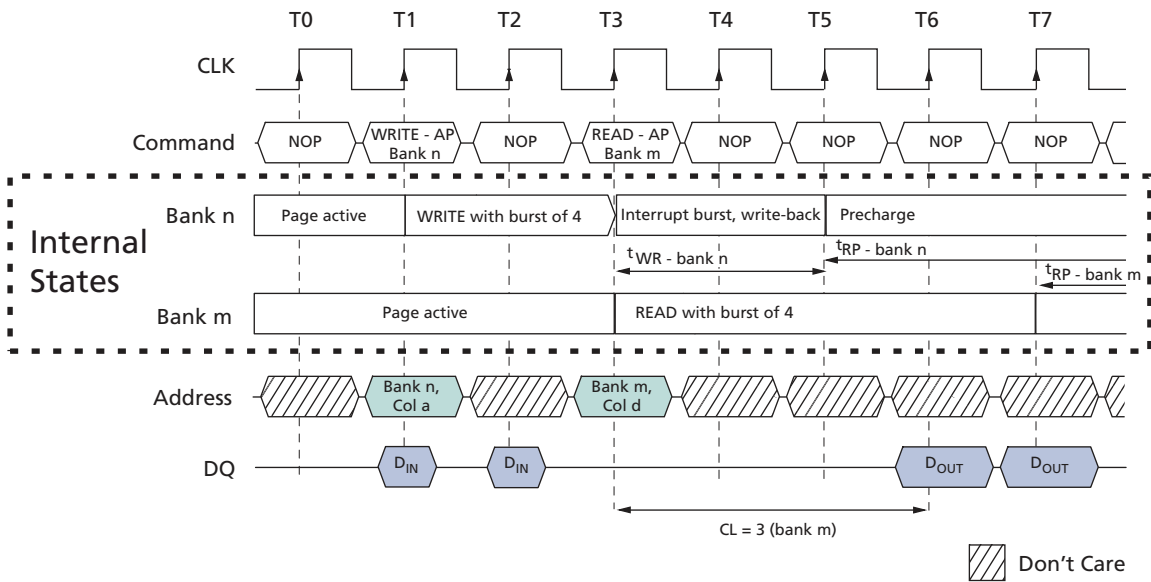 T0 T1 T2 T3 T4 T5 T6 T7
CLK
Command NOP WRITE - AP Bank n NOP READ - AP Bank m NOP NOP NOP NOP
Internal States
Bank n Page active WRITE with burst of 4 Interrupt burst, write-back Precharge
tWR - bank n tRP - bank n
tRP - bank m
Bank m Page active READ with burst of 4
Address Bank n, Col a Bank m, Col d
DQ DIN DIN DOUT DOUT
CL = 3 (bank m)
Don't Care